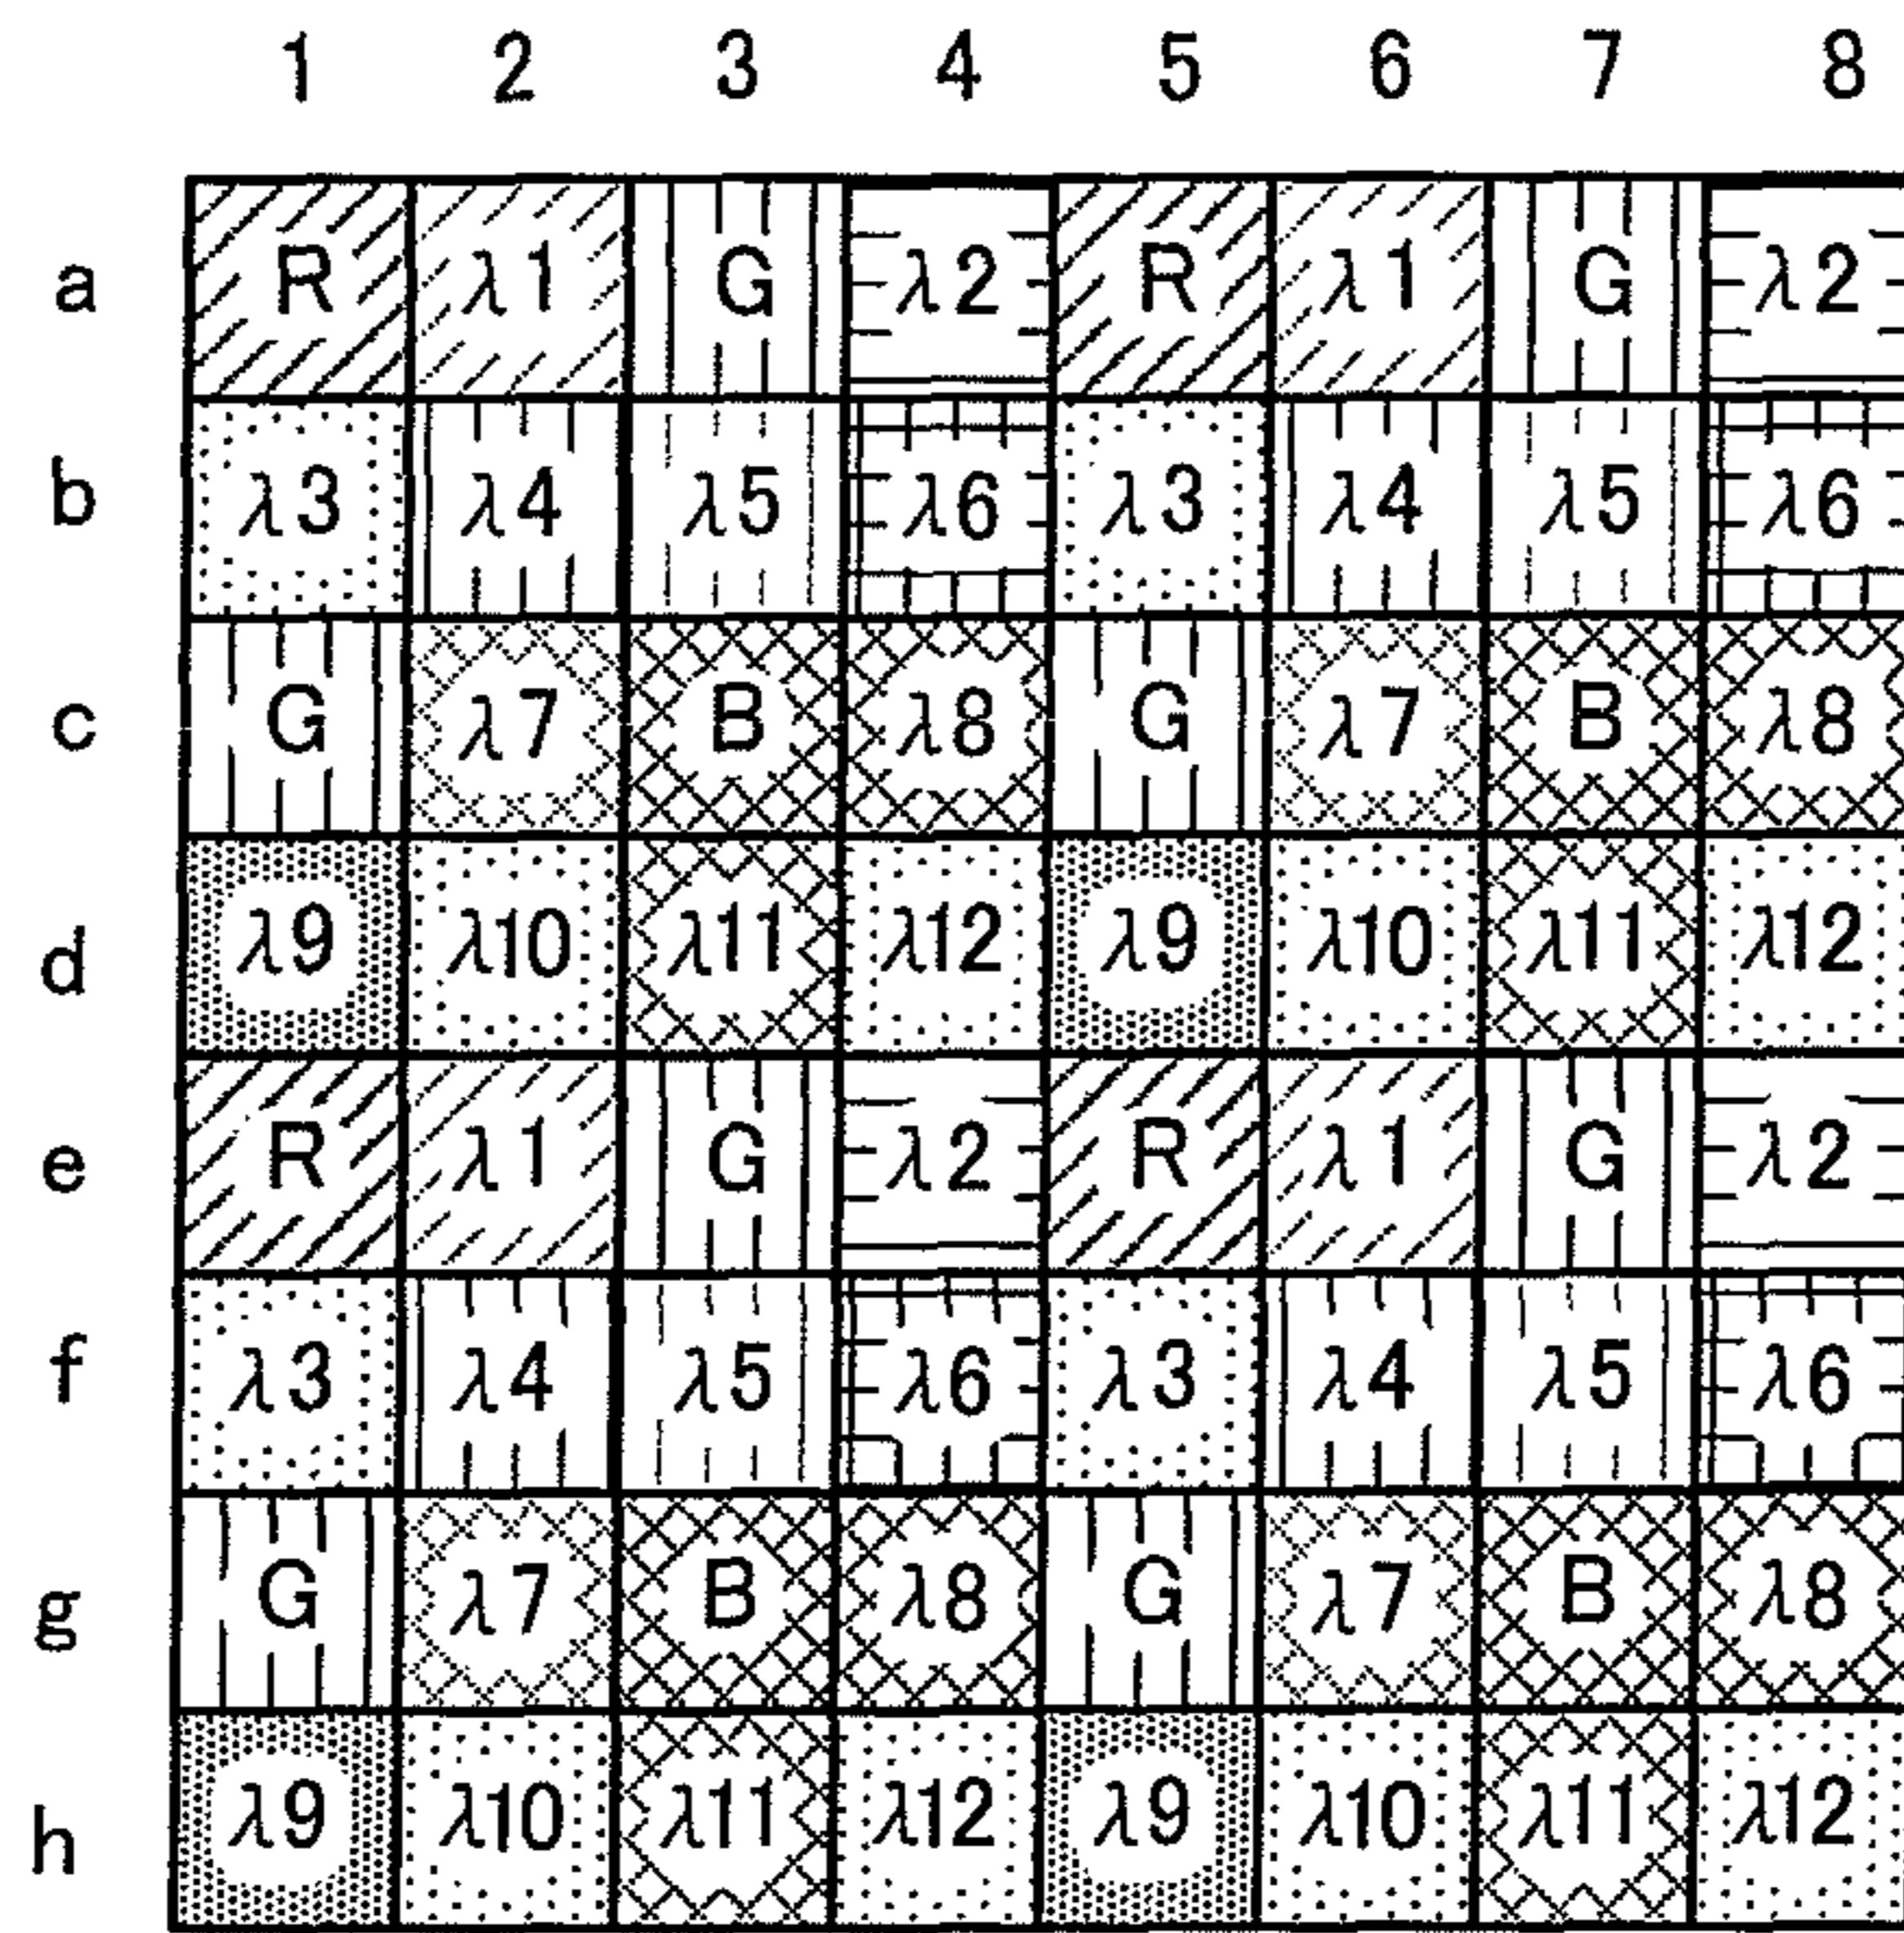 1 2 3 4 5 6 7 8
a R λ1 G λ2 R λ1 G λ2
b λ3 λ4 λ5 λ6 λ3 λ4 λ5 λ6
c G λ7 B λ8 G λ7 B λ8
d λ9 λ10 λ11 λ12 λ9 λ10 λ11 λ12
e R λ1 G λ2 R λ1 G λ2
f λ3 λ4 λ5 λ6 λ3 λ4 λ5 λ6
g G λ7 B λ8 G λ7 B λ8
h λ9 λ10 λ11 λ12 λ9 λ10 λ11 λ12